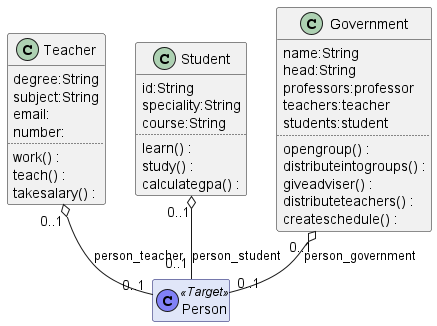 C Teacher
degree:String
subject:String
email:
number:
work() :
teach() :
takesalary() :
C Student
id:String
speciality:String
course:String
learn() :
study() :
calculategpa() :
C Government
name:String
head:String
professors:professor
teachers:teacher
students:student
opengroup() :
distributeintogroups() :
giveadviser() :
distributeteachers() :
createschedule() :
0..1
0..1
0..1
person_teacher
person_student
person_government
0..1
0..1
0..1
C «Target»
Person